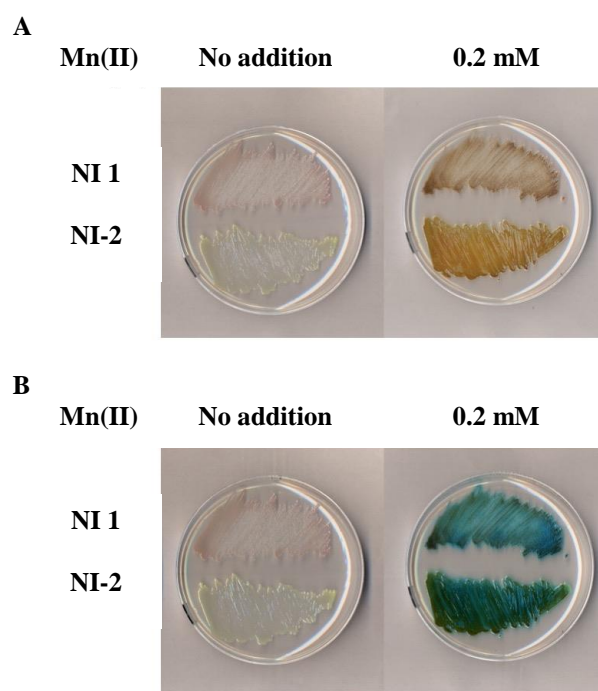 A
Mn(II) No addition 0.2 mM
NI 1
NI-2
B
Mn(II) No addition 0.2 mM
NI 1
NI-2